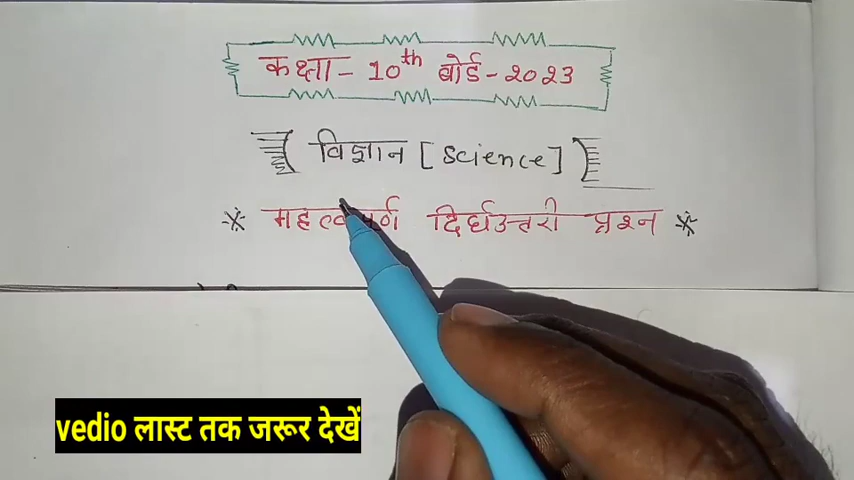 कक्षा - 10th बोर्ड - 2023
विज्ञान [Science]
महत्वपूर्ण दिर्घउत्तरी प्रश्न
vedio लास्ट तक जरूर देखें